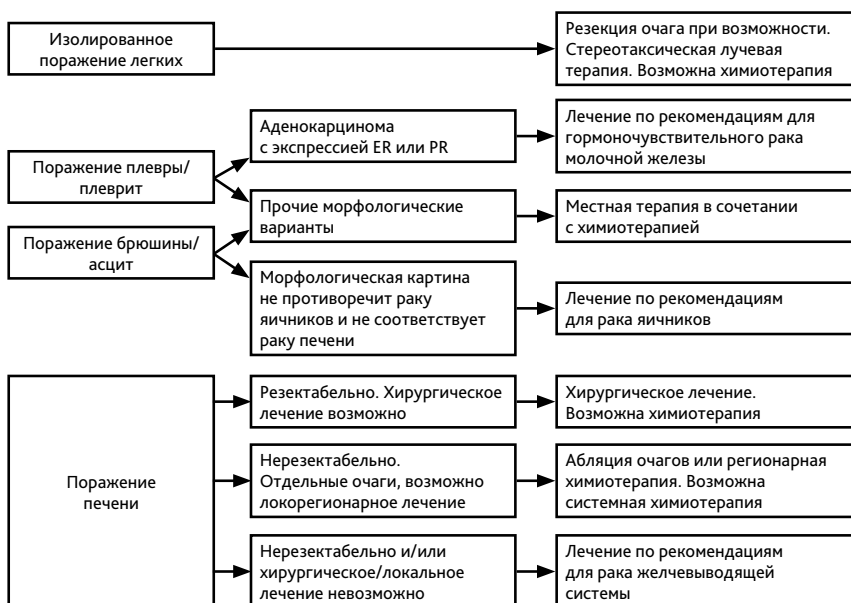 Изолированное
поражение легких
Резекция очага при возможности.
Стереотаксическая лучевая
терапия. Возможна химиотерапия
Поражение плевры/
плеврит
Аденокарцинома
с экспрессией ER или PR
Лечение по рекомендациям для
гормоночувствительного рака
молочной железы
Прочие морфологические
варианты
Местная терапия в сочетании
с химиотерапией
Поражение брюшины/
асцит
Морфологическая картина
не противоречит раку
яичников и не соответствует
раку печени
Лечение по рекомендациям
для рака яичников
Поражение
печени
Резектабельно. Хирургическое
лечение возможно
Хирургическое лечение.
Возможна химиотерапия
Нерезектабельно.
Отдельные очаги, возможно
локорегионарное лечение
Абляция очагов или регионарная
химиотерапия. Возможна
системная химиотерапия
Нерезектабельно и/или
хирургическое/локальное
лечение невозможно
Лечение по рекомендациям
для рака желчевыводящей
системы